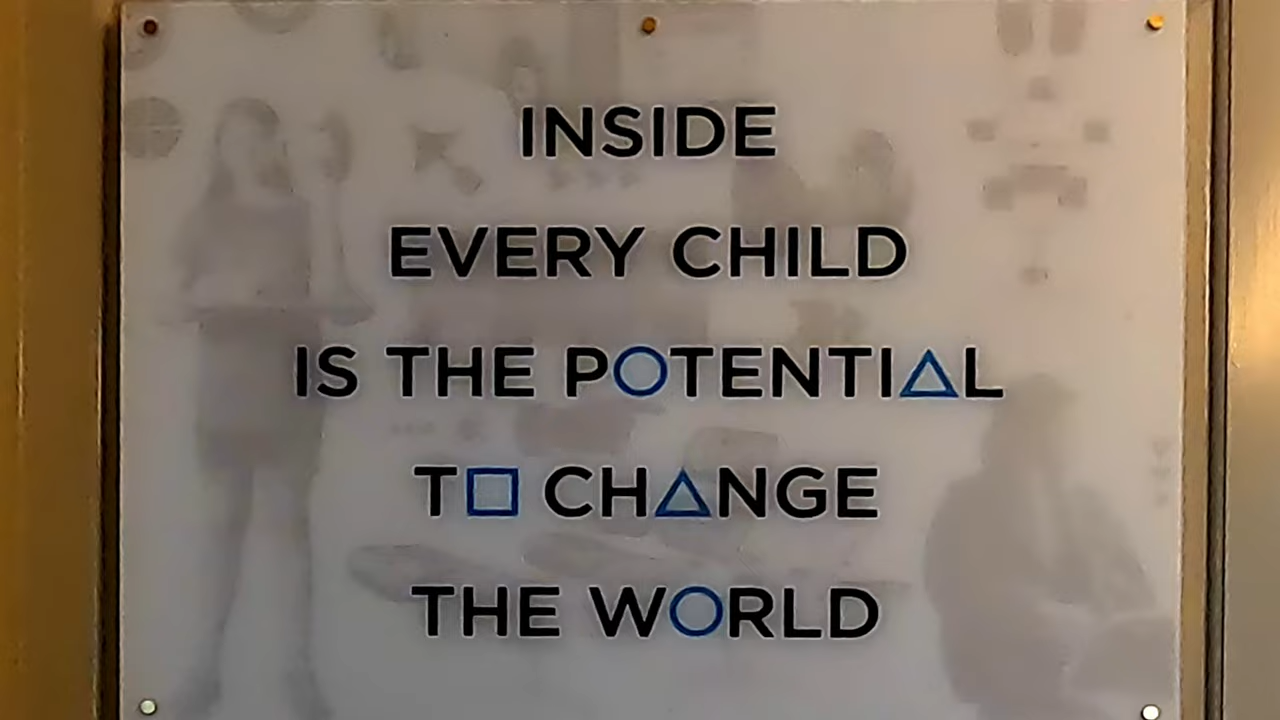 INSIDE
EVERY CHILD
IS THE POTENTIAL
TO CHANGE
THE WORLD